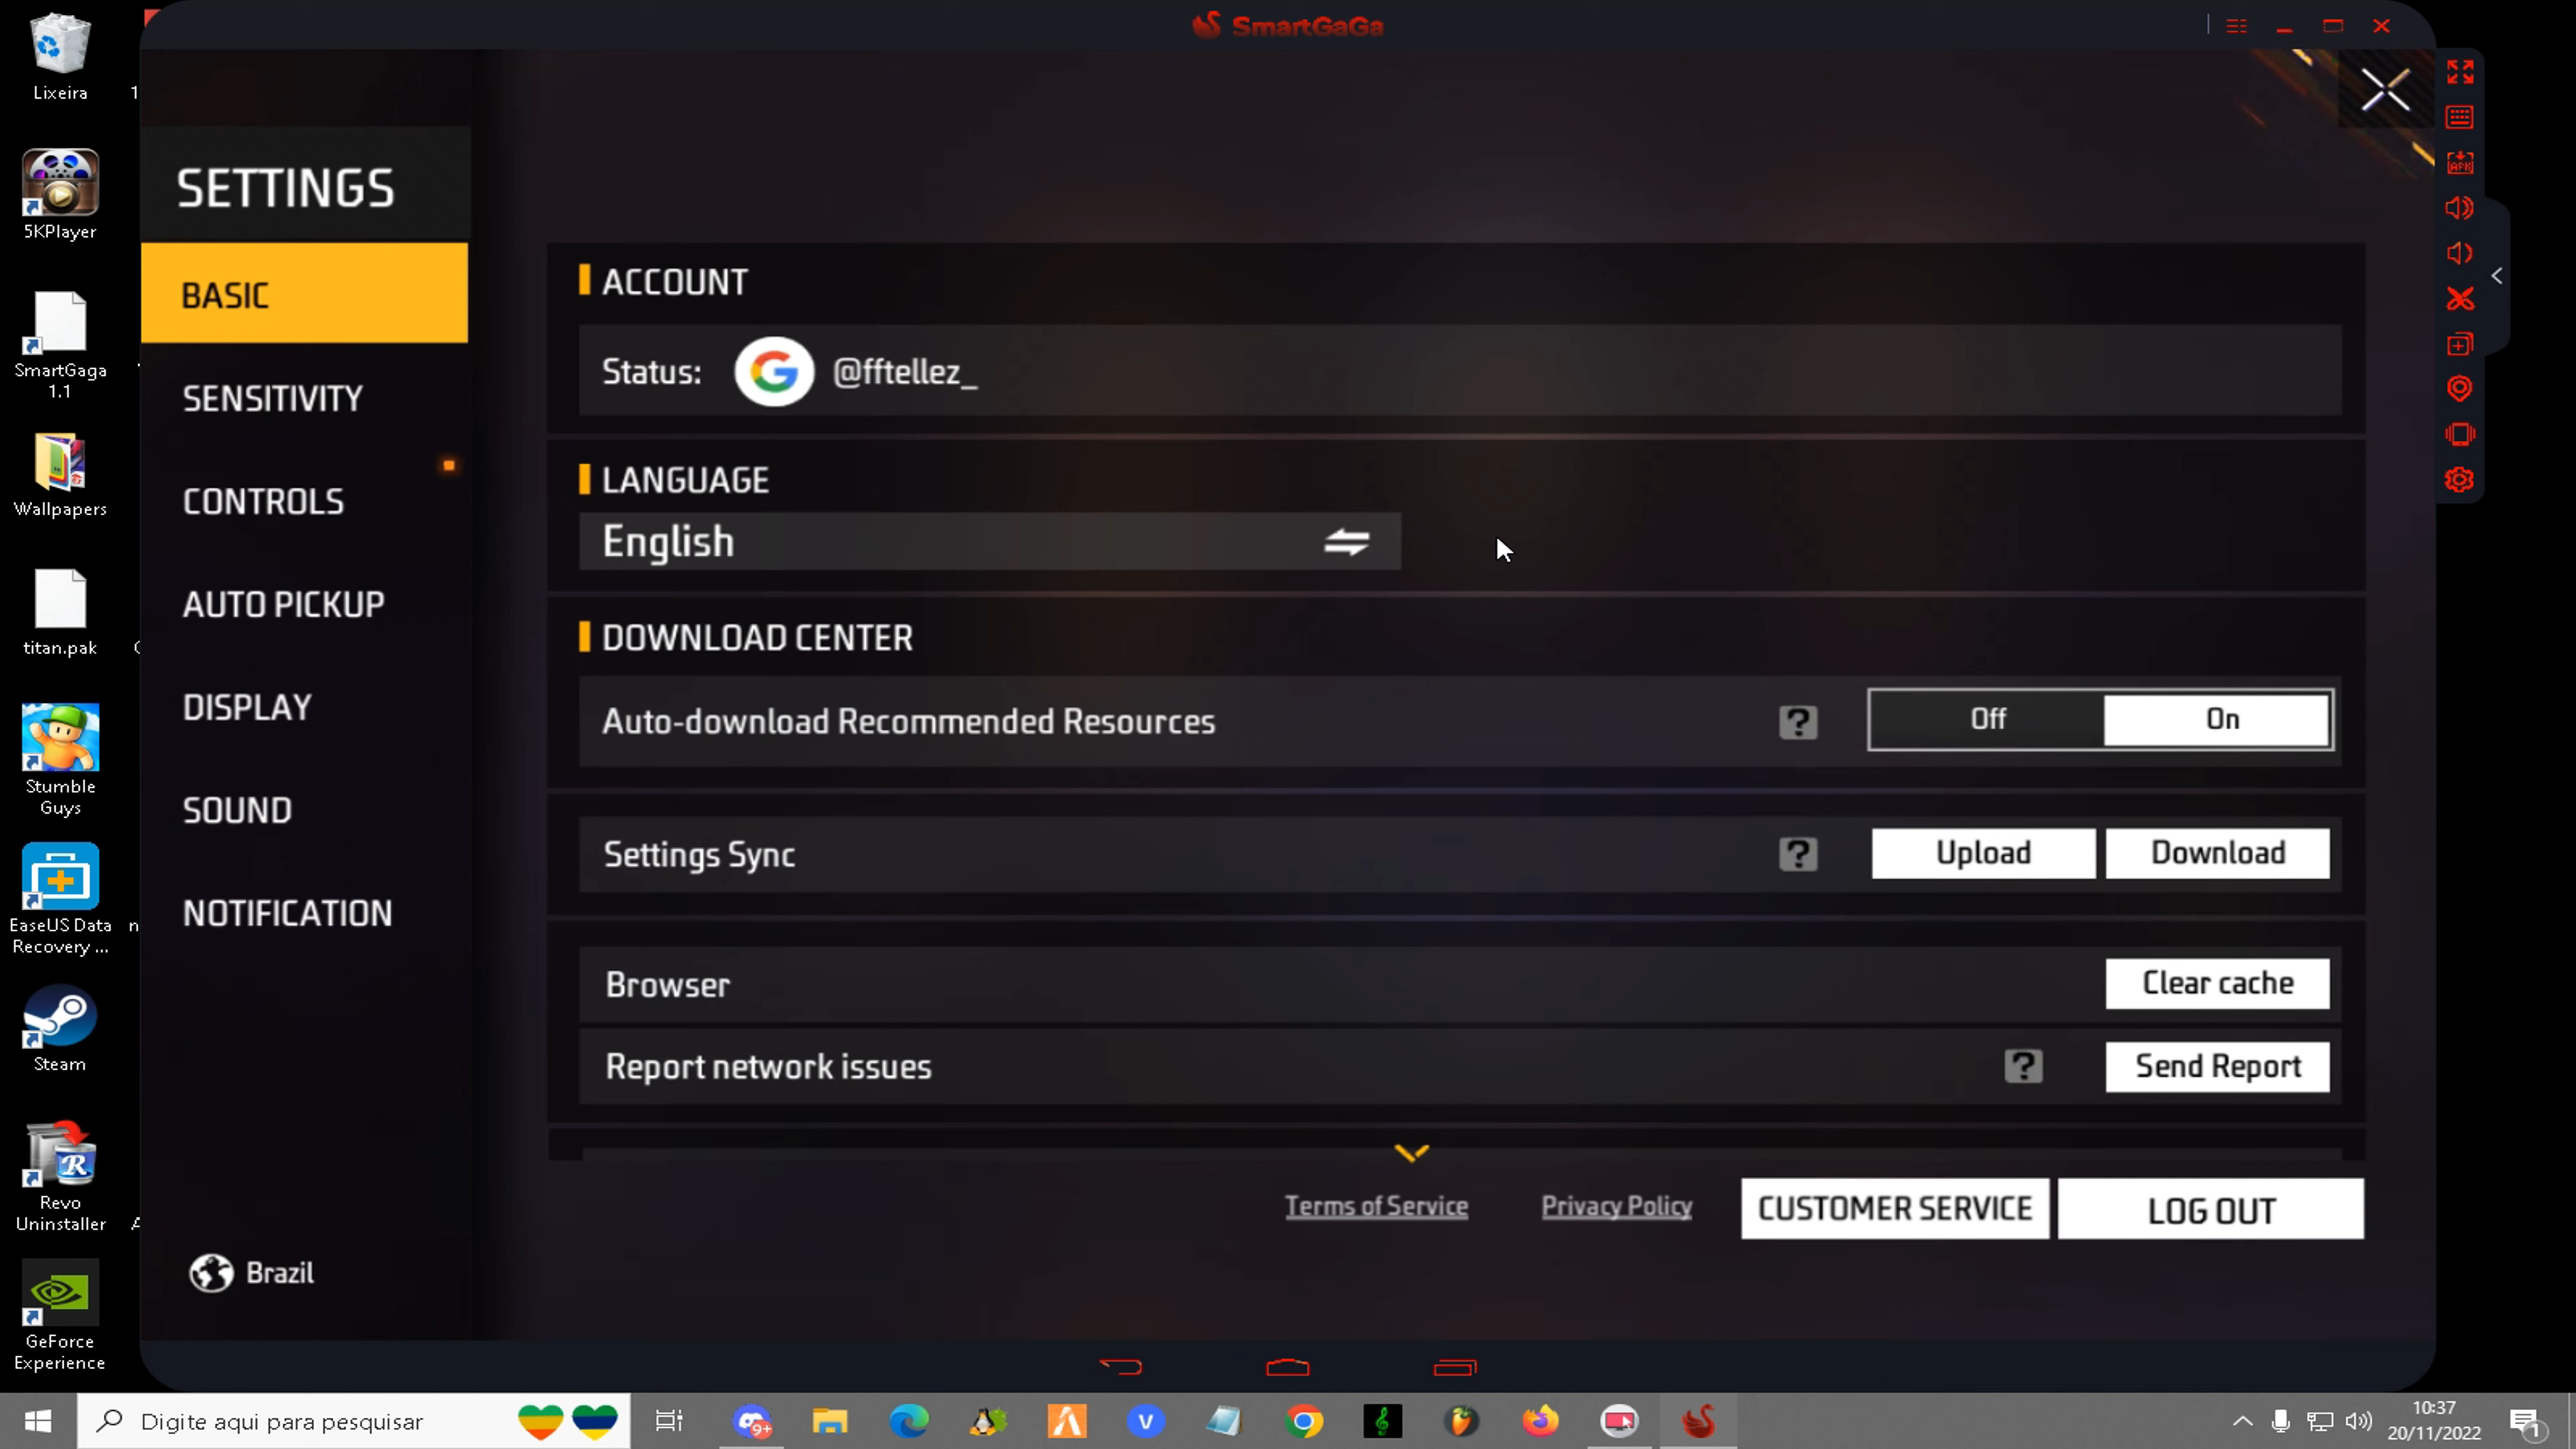 SmartGaGa
Lixeira
5KPlayer
SmartGaga
1.1
Wallpapers
titan.pak
Stumble
Guys
EaseUS Data
Recovery ...
Steam
Revo
Uninstaller
GeForce
Experience
SETTINGS
BASIC
SENSITIVITY
CONTROLS
AUTO PICKUP
DISPLAY
SOUND
NOTIFICATION
Brazil
ACCOUNT
Status: G @fftellez_
LANGUAGE
English
DOWNLOAD CENTER
Auto-download Recommended Resources ? Off On
Settings Sync ? Upload Download
Browser Clear cache
Report network issues ? Send Report
Terms of Service Privacy Policy CUSTOMER SERVICE LOG OUT
APK
Digite aqui para pesquisar
9+
V
10:37
20/11/2022
1